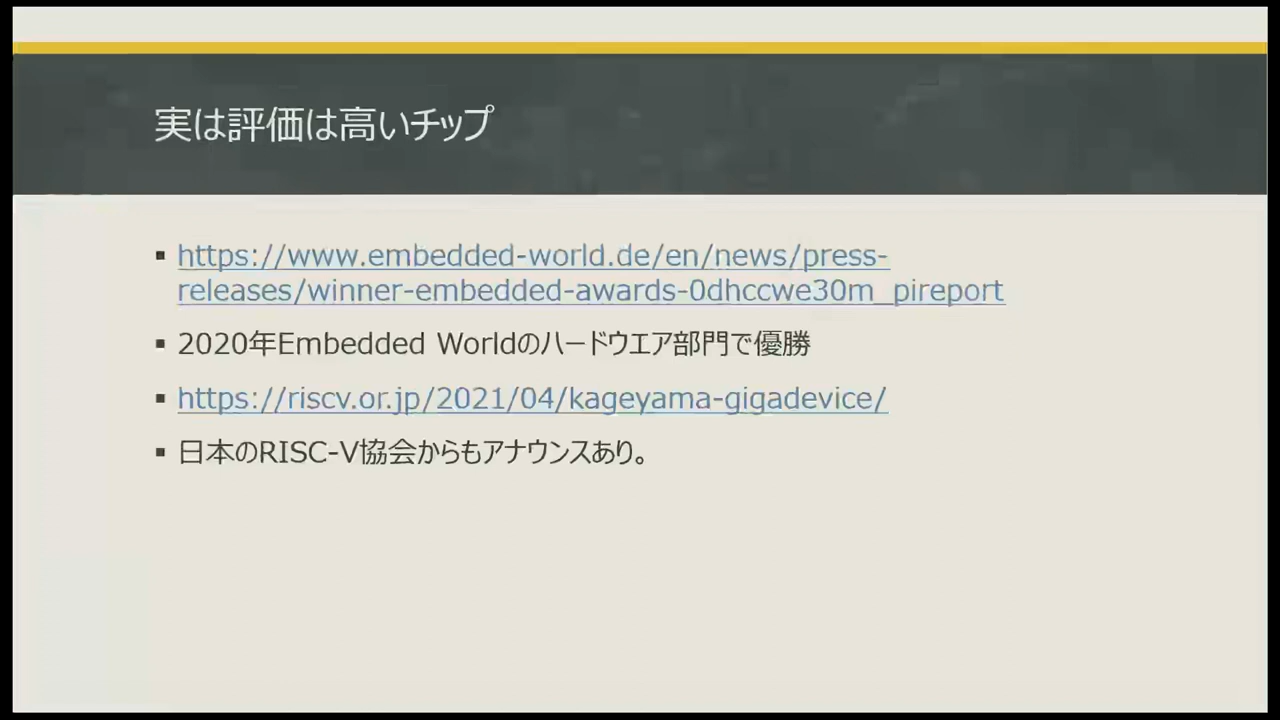 実は評価は高いチップ
▪ https://www.embedded-world.de/en/news/press-
releases/winner-embedded-awards-0dhccwe30m_pireport
▪ 2020年Embedded Worldのハードウエア部門で優勝
▪ https://riscv.or.jp/2021/04/kageyama-gigadevice/
▪ 日本のRISC-V協会からもアナウンスあり。